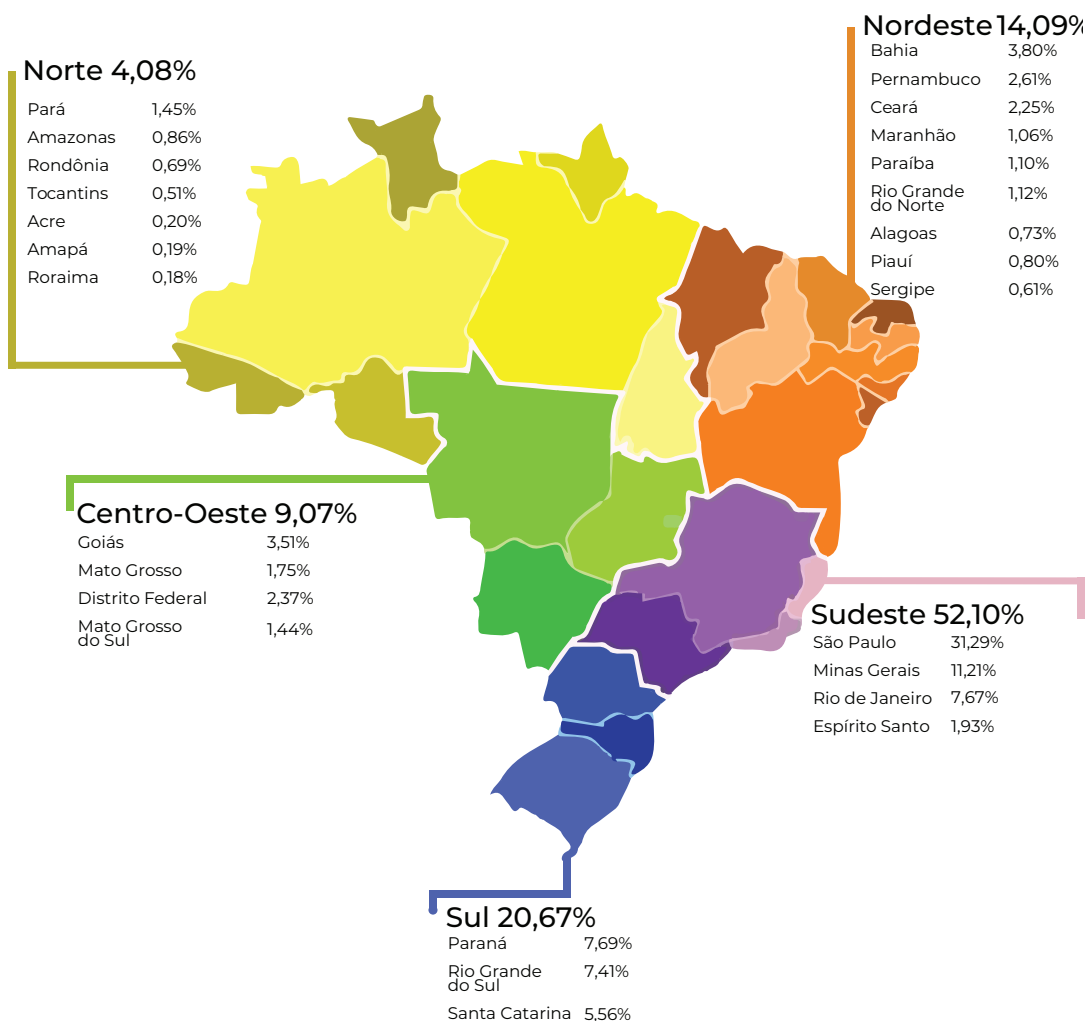 Norte 4,08%
Pará 1,45%
Amazonas 0,86%
Rondônia 0,69%
Tocantins 0,51%
Acre 0,20%
Amapá 0,19%
Roraima 0,18%
Nordeste 14,09%
Bahia 3,80%
Pernambuco 2,61%
Ceará 2,25%
Maranhão 1,06%
Paraíba 1,10%
Rio Grande
do Norte 1,12%
Alagoas 0,73%
Piauí 0,80%
Sergipe 0,61%
Centro-Oeste 9,07%
Goiás 3,51%
Mato Grosso 1,75%
Distrito Federal 2,37%
Mato Grosso
do Sul 1,44%
Sudeste 52,10%
São Paulo 31,29%
Minas Gerais 11,21%
Rio de Janeiro 7,67%
Espírito Santo 1,93%
Sul 20,67%
Paraná 7,69%
Rio Grande
do Sul 7,41%
Santa Catarina 5,56%